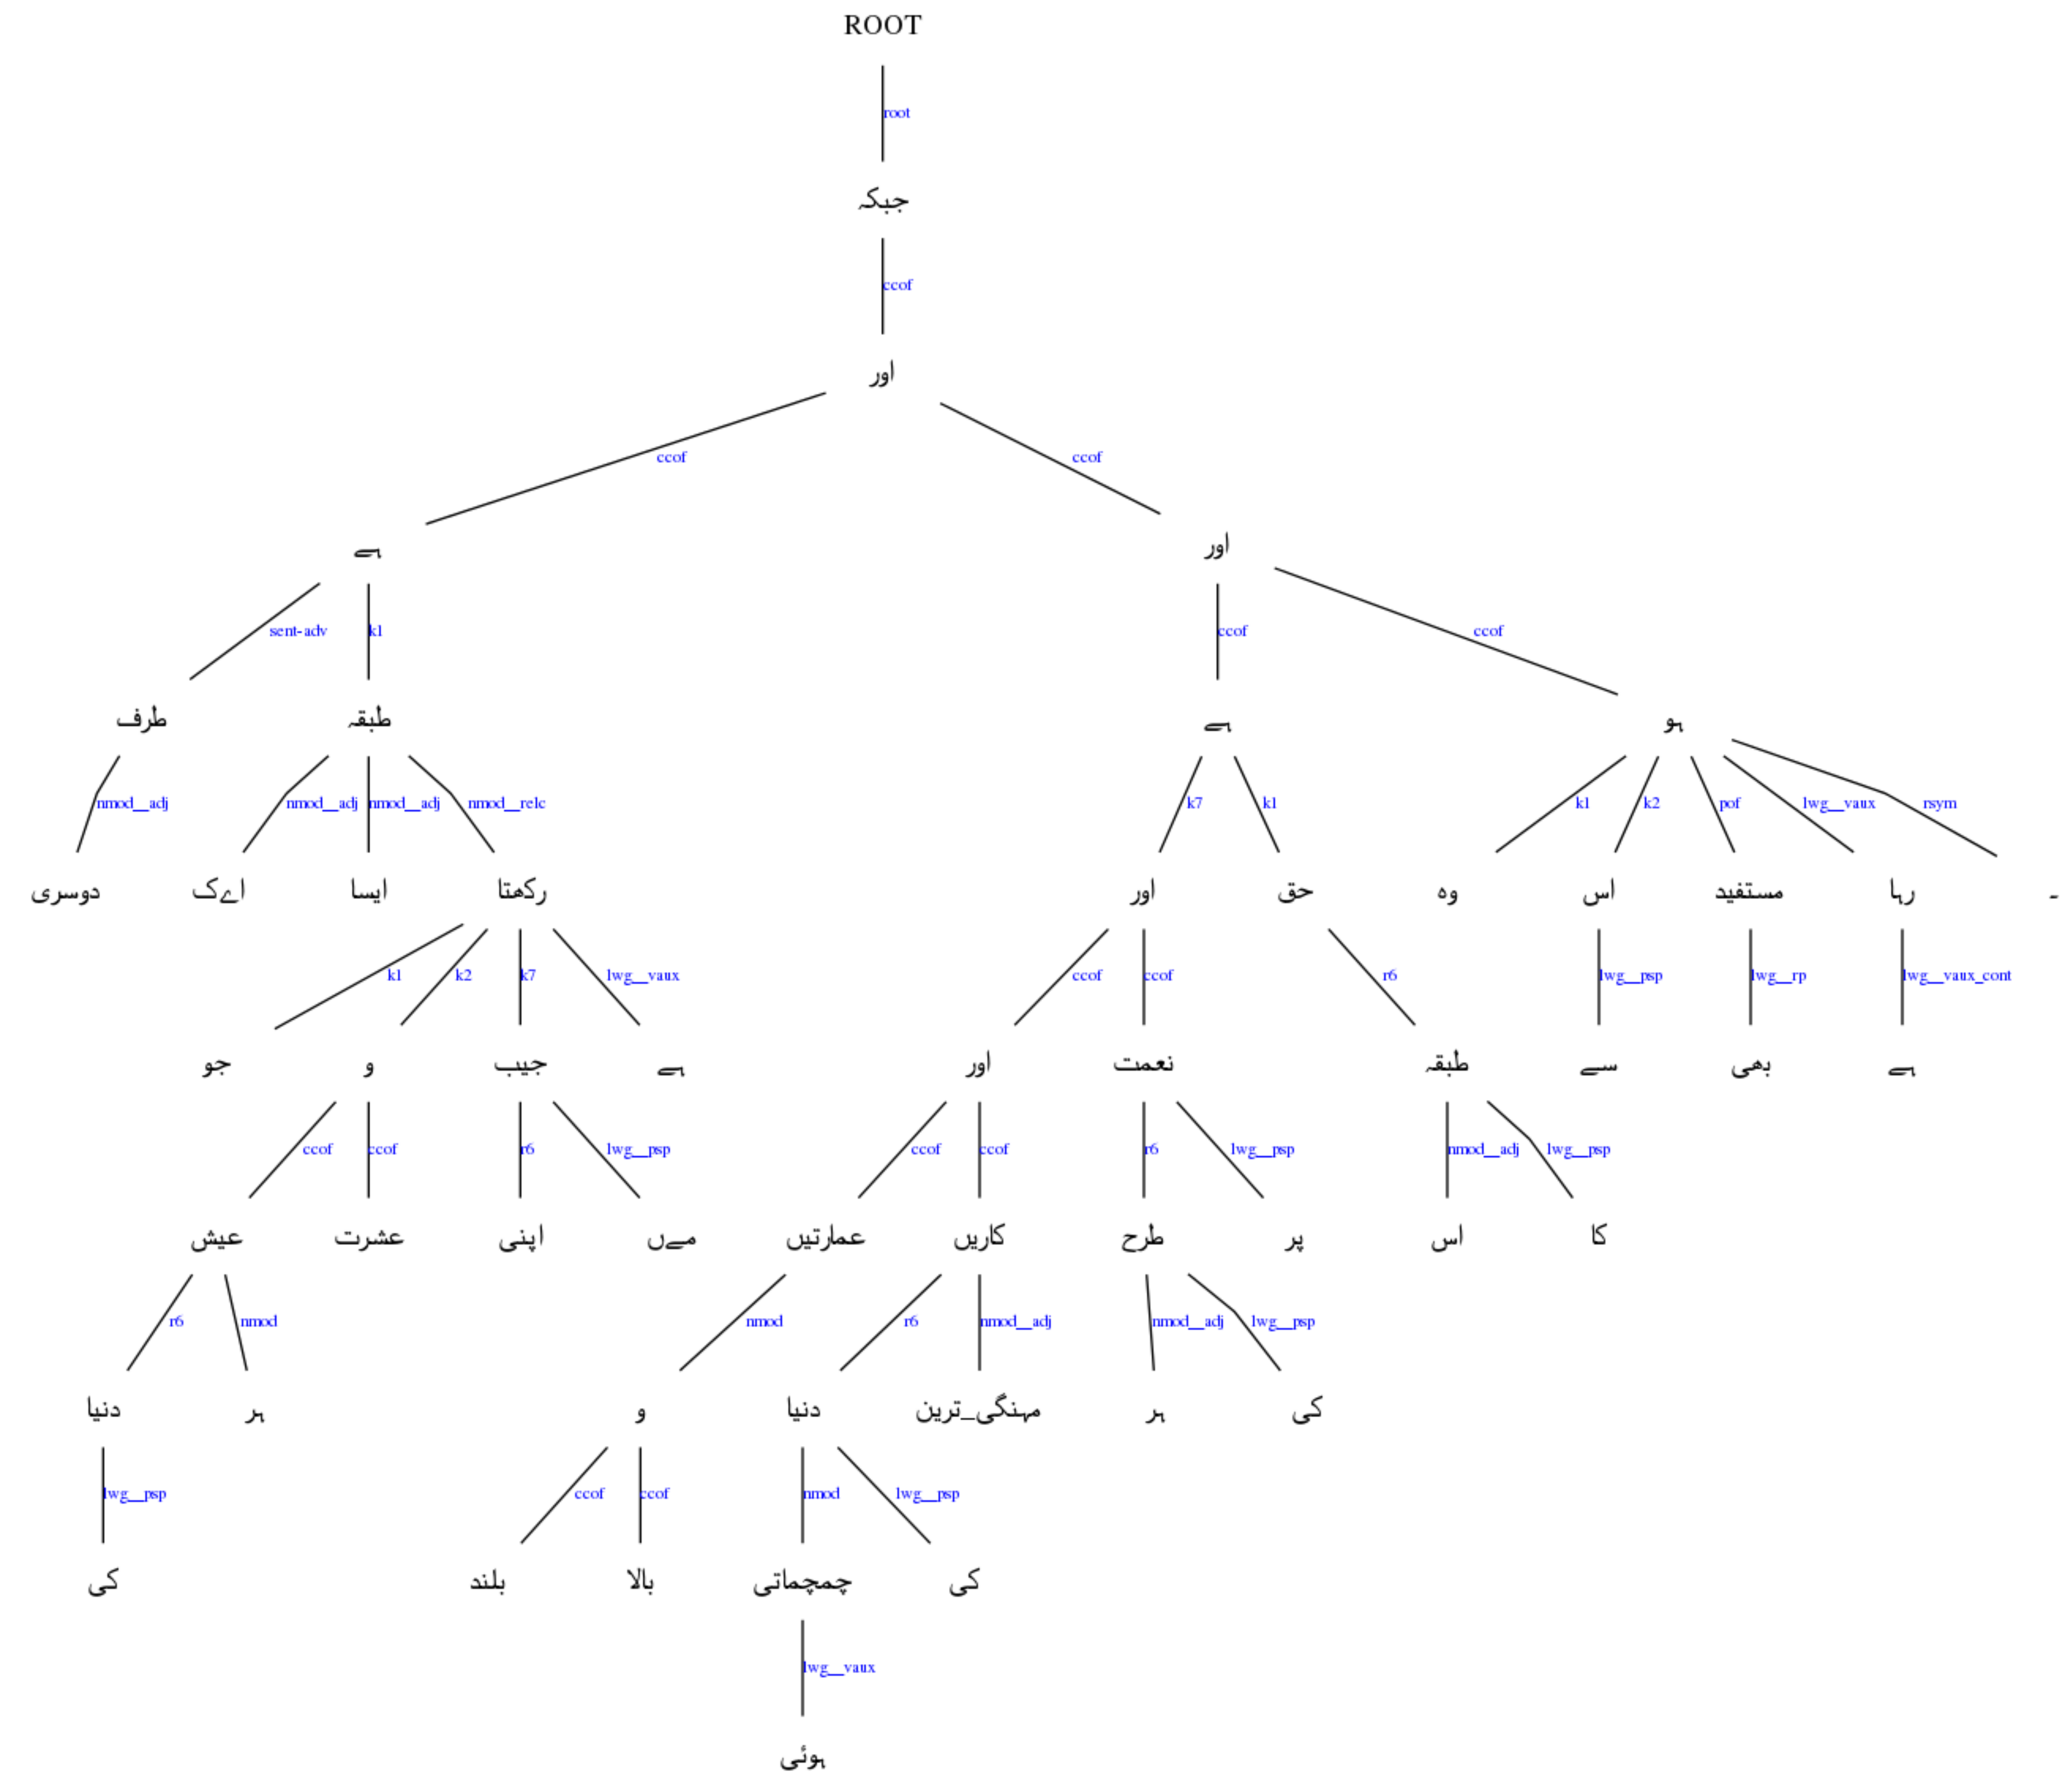 ROOT
root
جبکہ
ccof
اور
ccof ccof
ہے اور
sent-adv k1 ccof ccof
طرف طبقہ ہے ہو
nmod__adj nmod__adj nmod__adj nmod__relc k7 k1 k1 k2 pof lwg__vaux rsym
دوسری اےک ایسا رکھتا اور حق وہ اس مستفید رہا ۔
k1 k2 k7 lwg__vaux ccof ccof r6 lwg__psp lwg__rp lwg__vaux_cont
جو و جیب ہے اور نعمت طبقہ سے بھی ہے
ccof ccof r6 lwg__psp ccof ccof r6 lwg__psp nmod__adj lwg__psp
عیش عشرت اپنی مےں عمارتیں کاریں طرح پر اس کا
r6 nmod nmod r6 nmod__adj nmod__adj lwg__psp
دنیا ہر و دنیا مہنگی_ترین ہر کی
lwg__psp ccof ccof nmod lwg__psp
کی بلند بالا چمچماتی کی
lwg__vaux
ہوئی